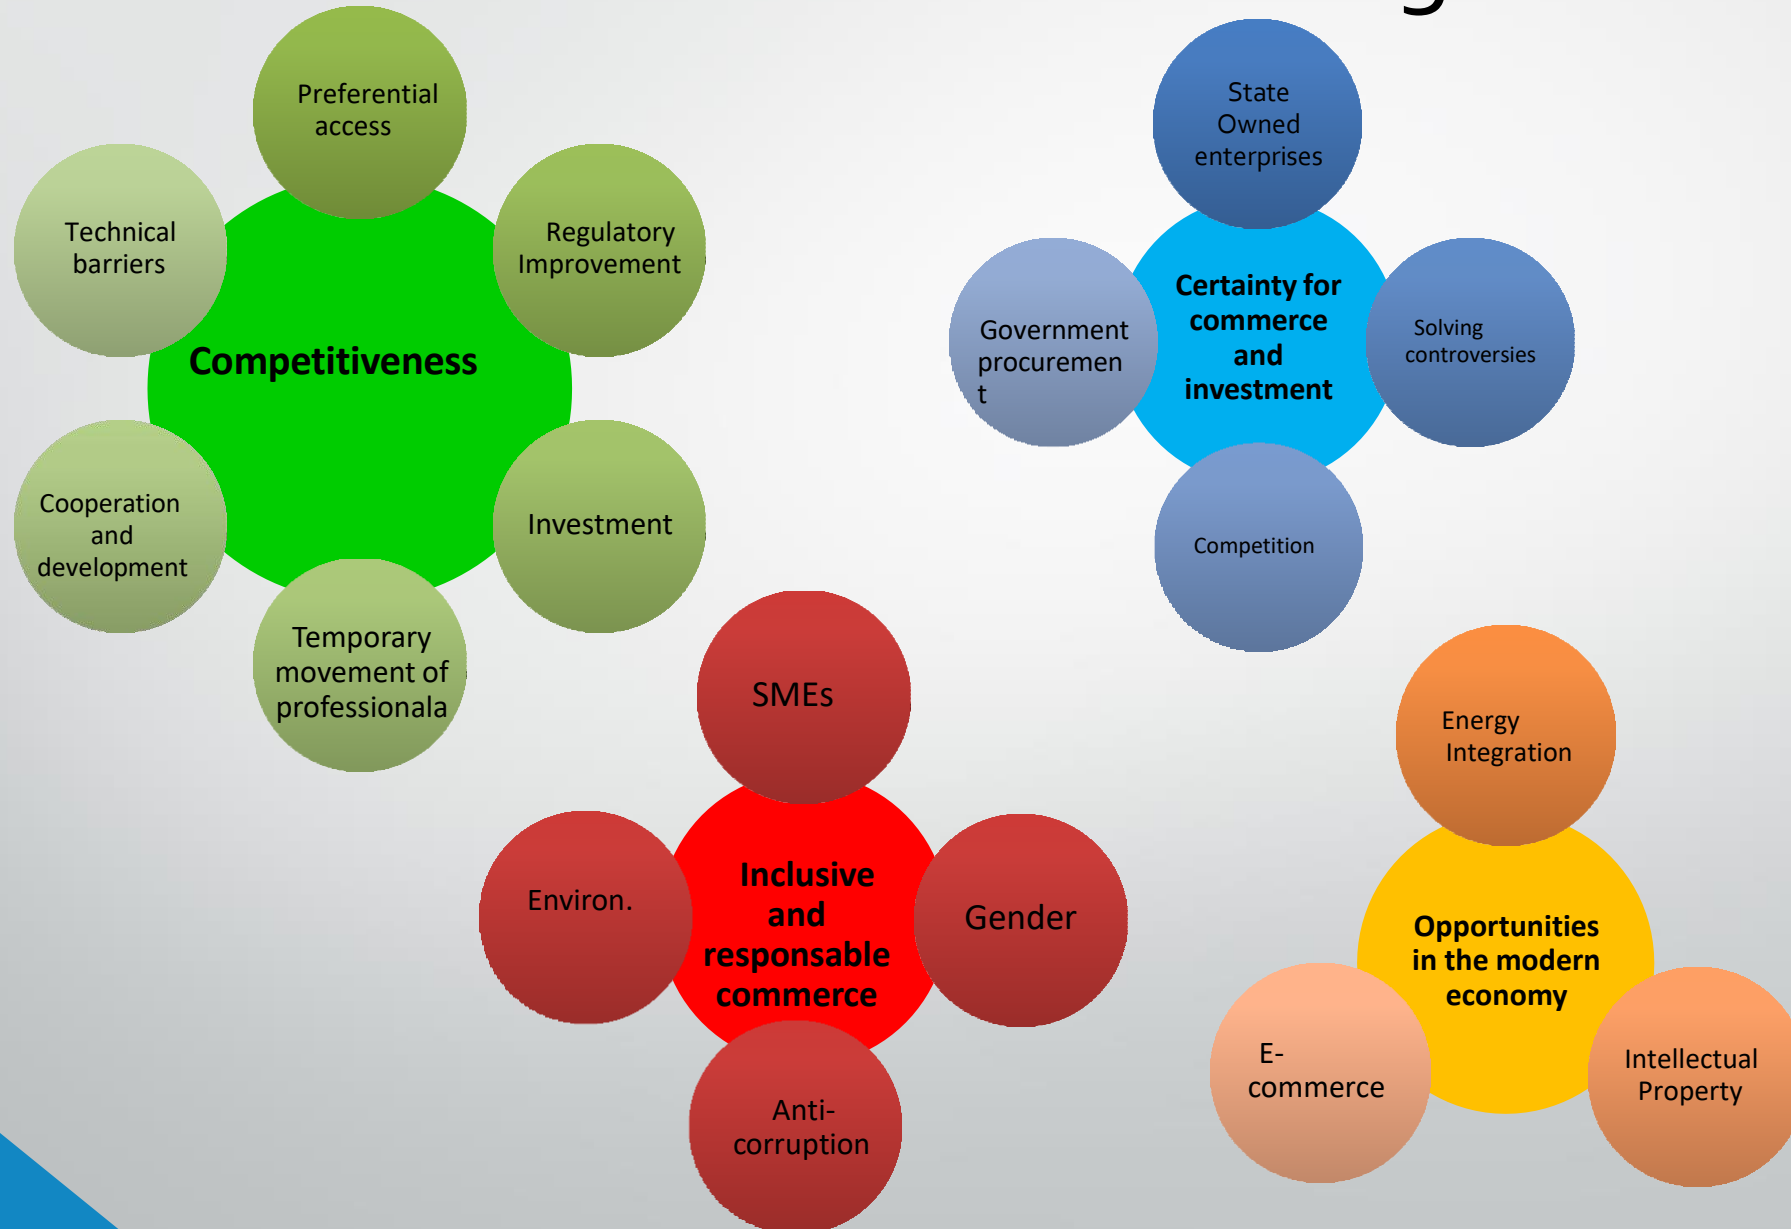 Preferential
access
Technical
barriers
Regulatory
Improvement
Competitiveness
Cooperation
and
development
Investment
Temporary
movement of
professionala
State
Owned
enterprises
Government
procuremen
t
Certainty for
commerce
and
investment
Solving
controversies
Competition
SMEs
Environ.
Inclusive
and
responsable
commerce
Gender
Anti-
corruption
Energy
Integration
Opportunities
in the modern
economy
E-
commerce
Intellectual
Property